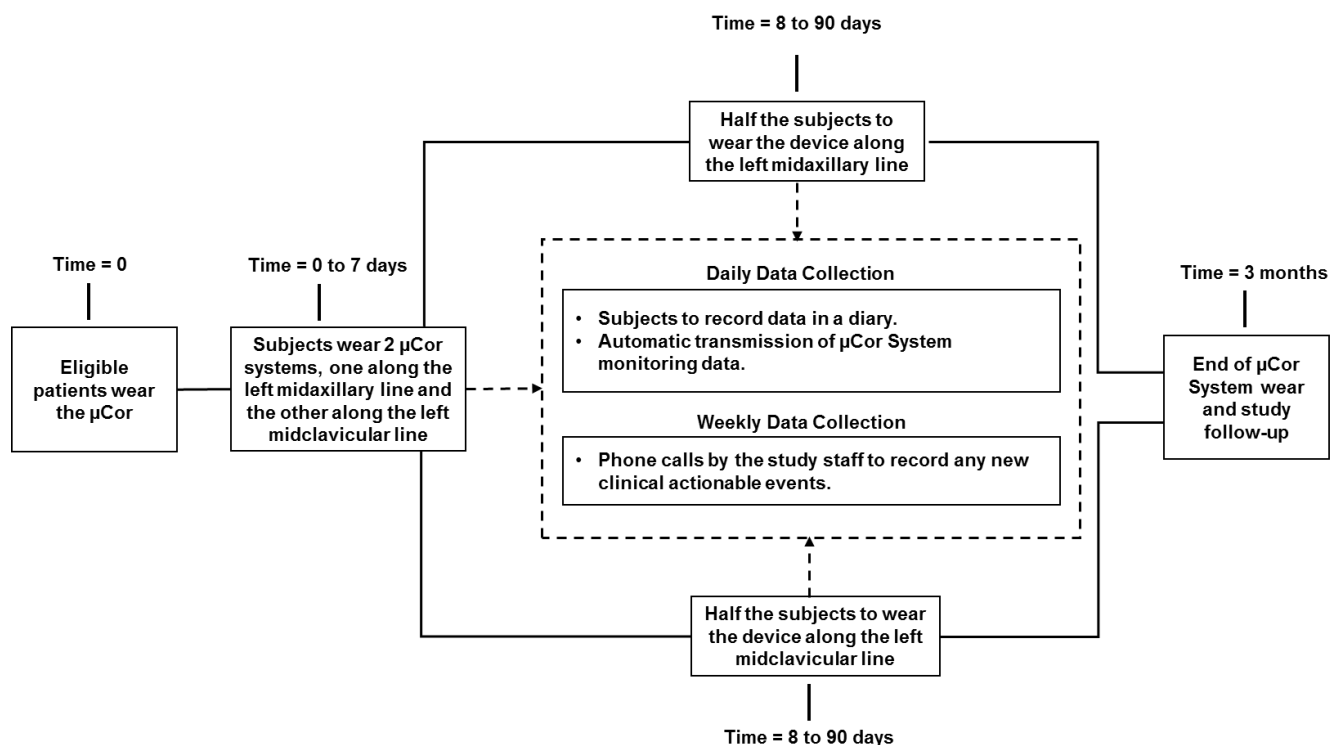 Time = 8 to 90 days
Half the subjects to
wear the device along
the left midaxillary line
Time = 0
Eligible
patients wear
the µCor
Time = 0 to 7 days
Subjects wear 2 µCor
systems, one along the
left midaxillary line and
the other along the left
midclavicular line
Daily Data Collection
• Subjects to record data in a diary.
• Automatic transmission of µCor System
monitoring data.
Weekly Data Collection
• Phone calls by the study staff to record any new
clinical actionable events.
Time = 3 months
End of µCor
System wear
and study
follow-up
Half the subjects to wear
the device along the left
midclavicular line
Time = 8 to 90 days